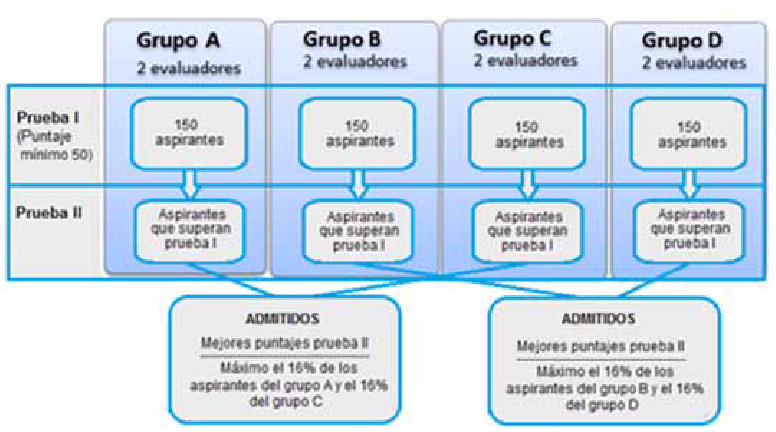 Grupo A
2 evaluadores
Grupo B
2 evaluadores
Grupo C
2 evaluadores
Grupo D
2 evaluadores
Prueba I
(Puntaje
mínimo 50)
150
aspirantes
150
aspirantes
150
aspirantes
150
aspirantes
Prueba II
Aspirantes
que superan
prueba I
Aspirantes
que superan
prueba I
Aspirantes
que superan
prueba I
Aspirantes
que superan
prueba I
ADMITIDOS
Mejores puntajes prueba II
Máximo el 16% de los
aspirantes del grupo A y el 16%
del grupo C
ADMITIDOS
Mejores puntajes prueba II
Máximo el 16% de los
aspirantes del grupo B y el 16%
del grupo D